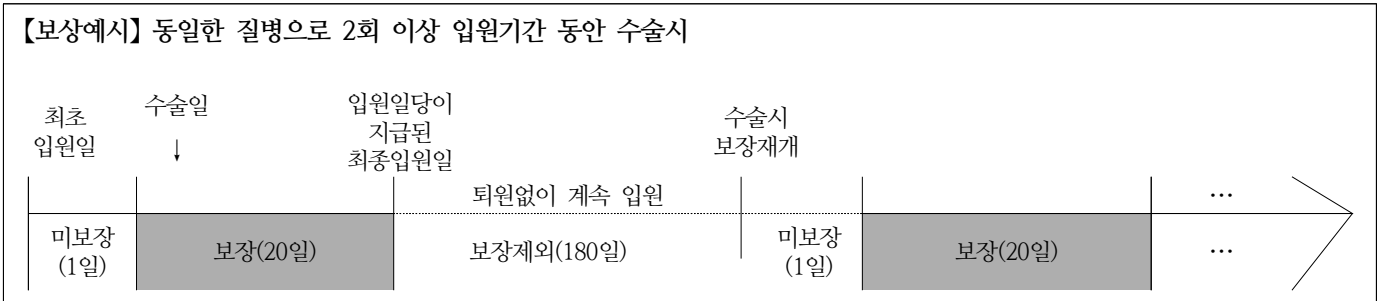 【보상예시】 동일한 질병으로 2회 이상 입원기간 동안 수술시
최초
입원일
수술일
↓
입원일당이
지급된
최종입원일
수술시
보장재개
퇴원없이 계속 입원
…
미보장
(1일)
보장(20일)
보장제외(180일)
미보장
(1일)
보장(20일)
…